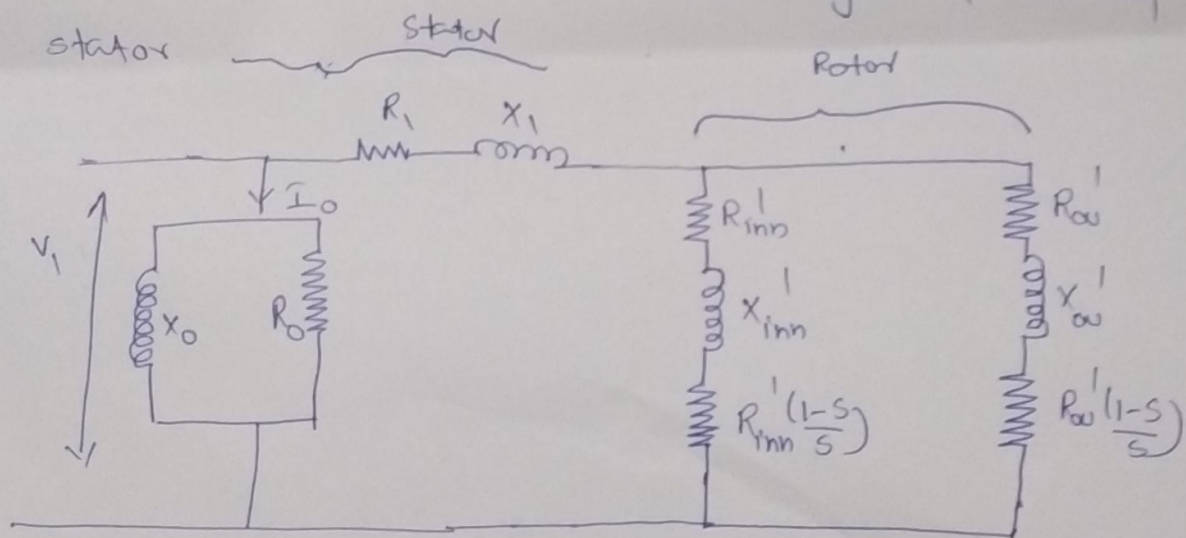 stator
Stator
Rotor
R₁ X₁
I₀
V₁
X₀
R₀
R'inn
X'inn
R'inn(1-S/S)
R'ou
X'ou
R'ou(1-S/S)